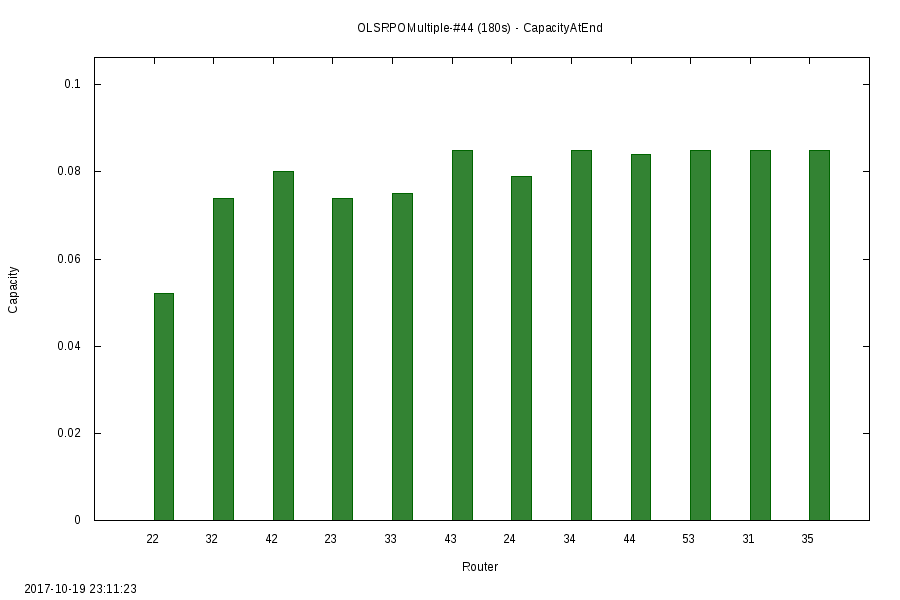 OLSRPOMultiple-#44 (180s) - CapacityAtEnd
0.1
0.08
0.06
0.04
0.02
0
Capacity
22 32 42 23 33 43 24 34 44 53 31 35
Router
2017-10-19 23:11:23